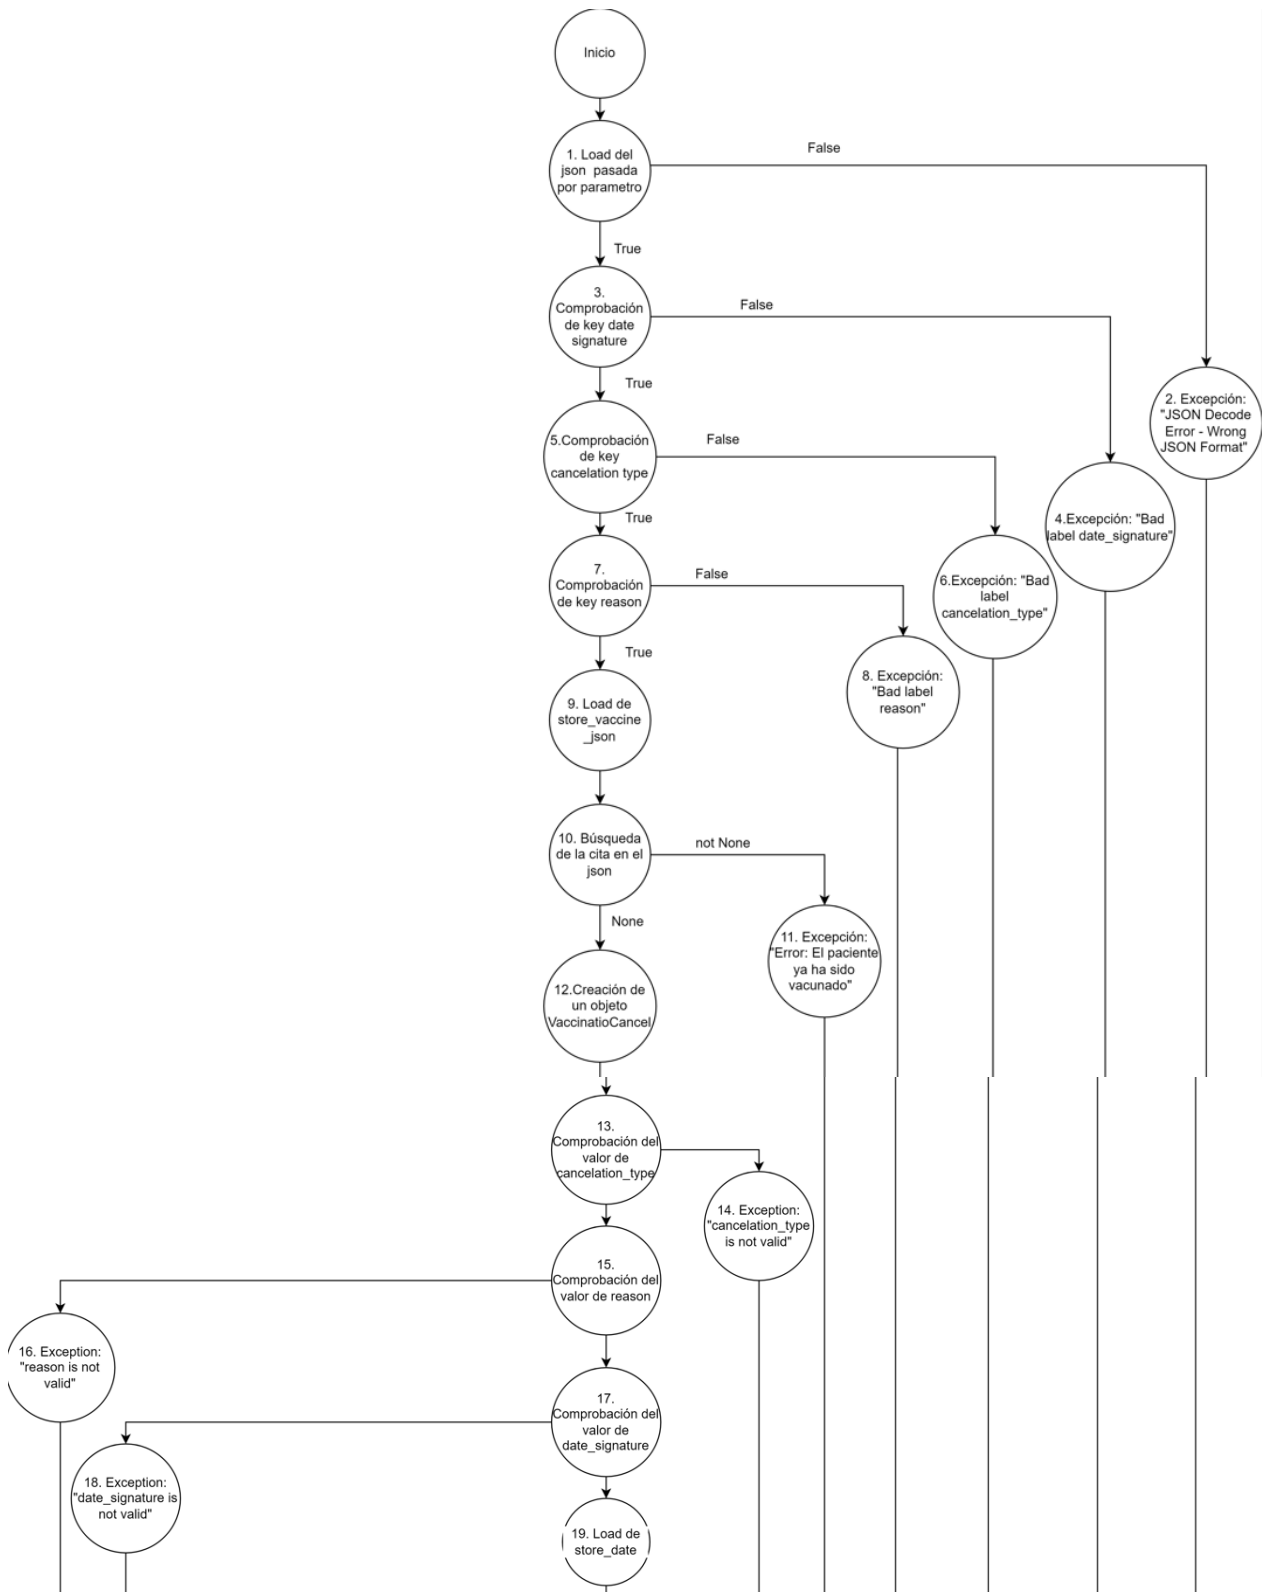 Inicio
1. Load del
json pasada
por parametro
False
True
3.
Comprobación
de key date
signature
False
True
2. Excepción:
"JSON Decode
Error - Wrong
JSON Format"
5.Comprobación
de key
cancelation type
False
True
4.Excepción: "Bad
label date_signature"
7.
Comprobación
de key reason
False
True
6.Excepción: "Bad
label
cancelation_type"
8. Excepción:
"Bad label
reason"
9. Load de
store_vaccine
_json
10. Búsqueda
de la cita en el
json
not None
None
11. Excepción:
"Error: El paciente
ya ha sido
vacunado"
12.Creación de
un objeto
VaccinatioCancel
13.
Comprobación del
valor de
cancelation_type
14. Exception:
"cancelation_type
is not valid"
15.
Comprobación del
valor de reason
16. Exception:
"reason is not
valid"
17.
Comprobación del
valor de
date_signature
18. Exception:
"date_signature is
not valid"
19. Load de
store_date